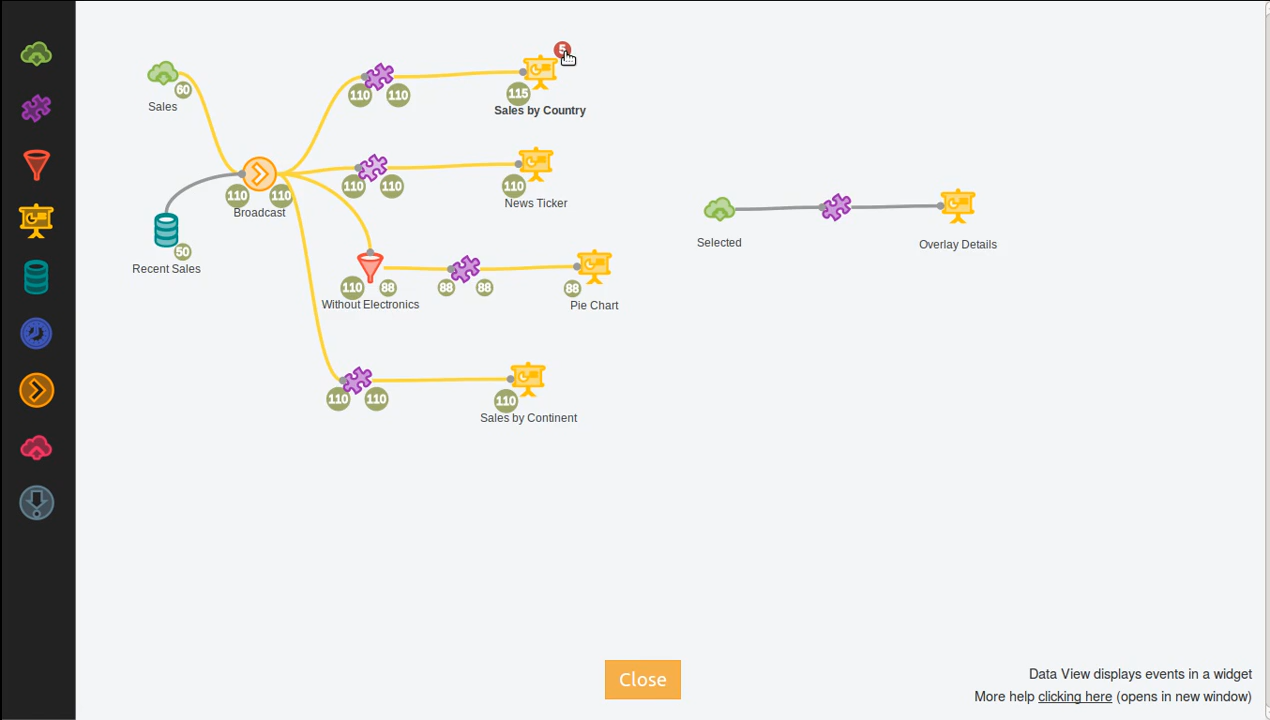 5
60
Sales
110 110
115
Sales by Country
110 110
Broadcast
110 110
110
News Ticker
50
Recent Sales
Selected
Overlay Details
110 88
Without Electronics
88 88
88
Pie Chart
110 110
110
Sales by Continent
Close
Data View displays events in a widget
More help clicking here (opens in new window)